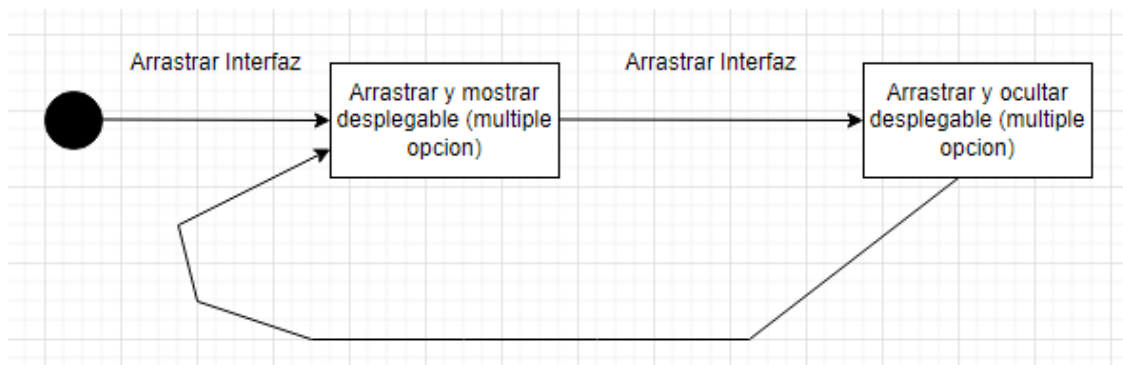 Arrastrar Interfaz
Arrastrar y mostrar
desplegable (multiple
opcion)
Arrastrar Interfaz
Arrastrar y ocultar
desplegable (multiple
opcion)